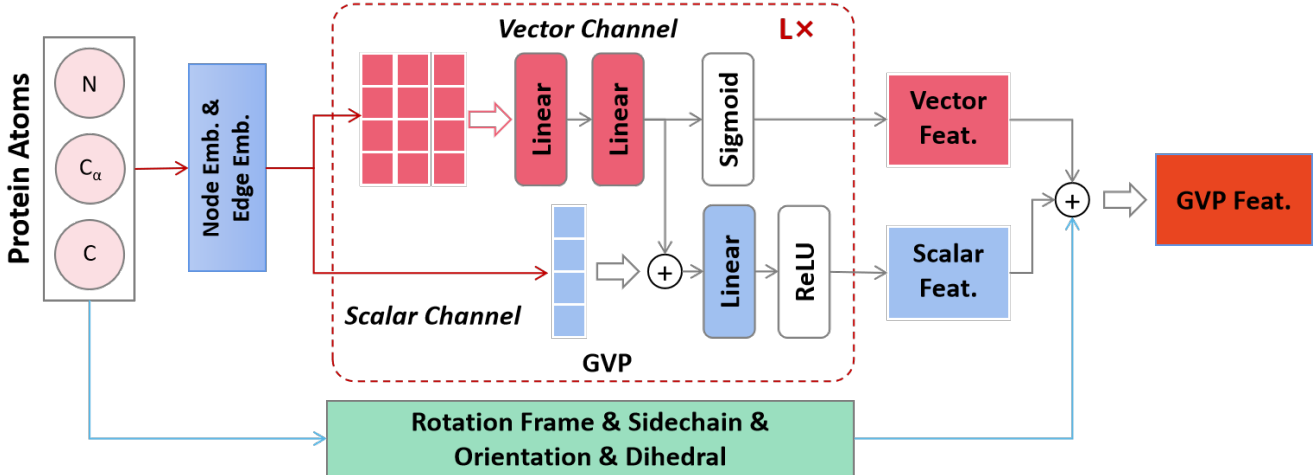 Protein Atoms
N
Cα
C
Node Emb. &
Edge Emb.
Vector Channel
L×
Linear
Linear
Sigmoid
Scalar Channel
+
Linear
ReLU
GVP
Vector
Feat.
Scalar
Feat.
+
GVP Feat.
Rotation Frame & Sidechain &
Orientation & Dihedral